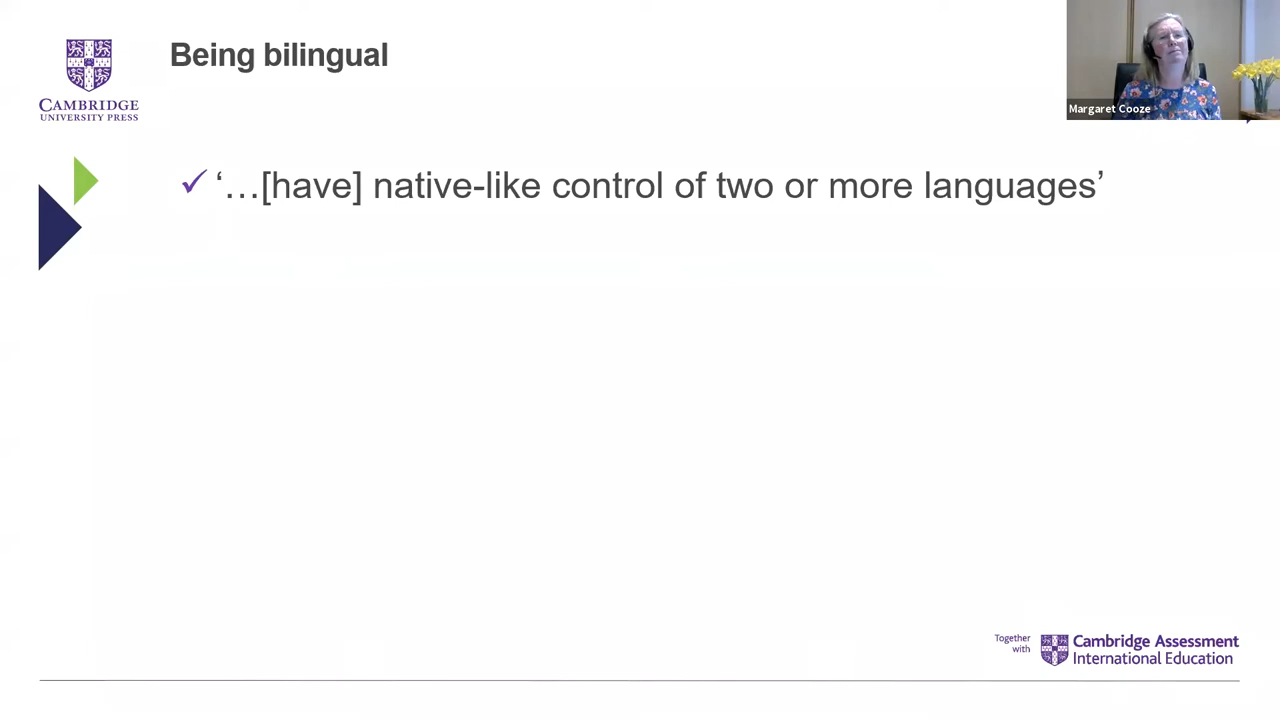 Being bilingual
CAMBRIDGE
UNIVERSITY PRESS
Margaret Cooze
‘…[have] native-like control of two or more languages’
Together
with
Cambridge Assessment
International Education